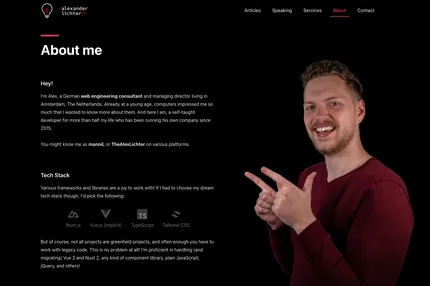 alexander
lichter
Articles Speaking Services About Contact
About me
Hey!
I'm Alex, a German web engineering consultant and managing director living in
Amsterdam, The Netherlands. Already at a young age, computers impressed me so
much that I wanted to know more about them. And here I am, a self-taught
developer for more than half my life who has been running his own company since
2015.
You might know me as manniL or TheAlexLichter on various platforms.
Tech Stack
Various frameworks and libraries are a joy to work with! If I had to choose my dream
tech stack though, I'd pick the following:
TS
Nuxt.js Vue.js (implicit) TypeScript Tailwind CSS
But of course, not all projects are greenfield projects, and often enough you have to
work with legacy code. This is no problem at all! I'm proficient in handling (and
migrating) Vue 2 and Nuxt 2, any kind of component library, plain JavaScript,
jQuery, and others!